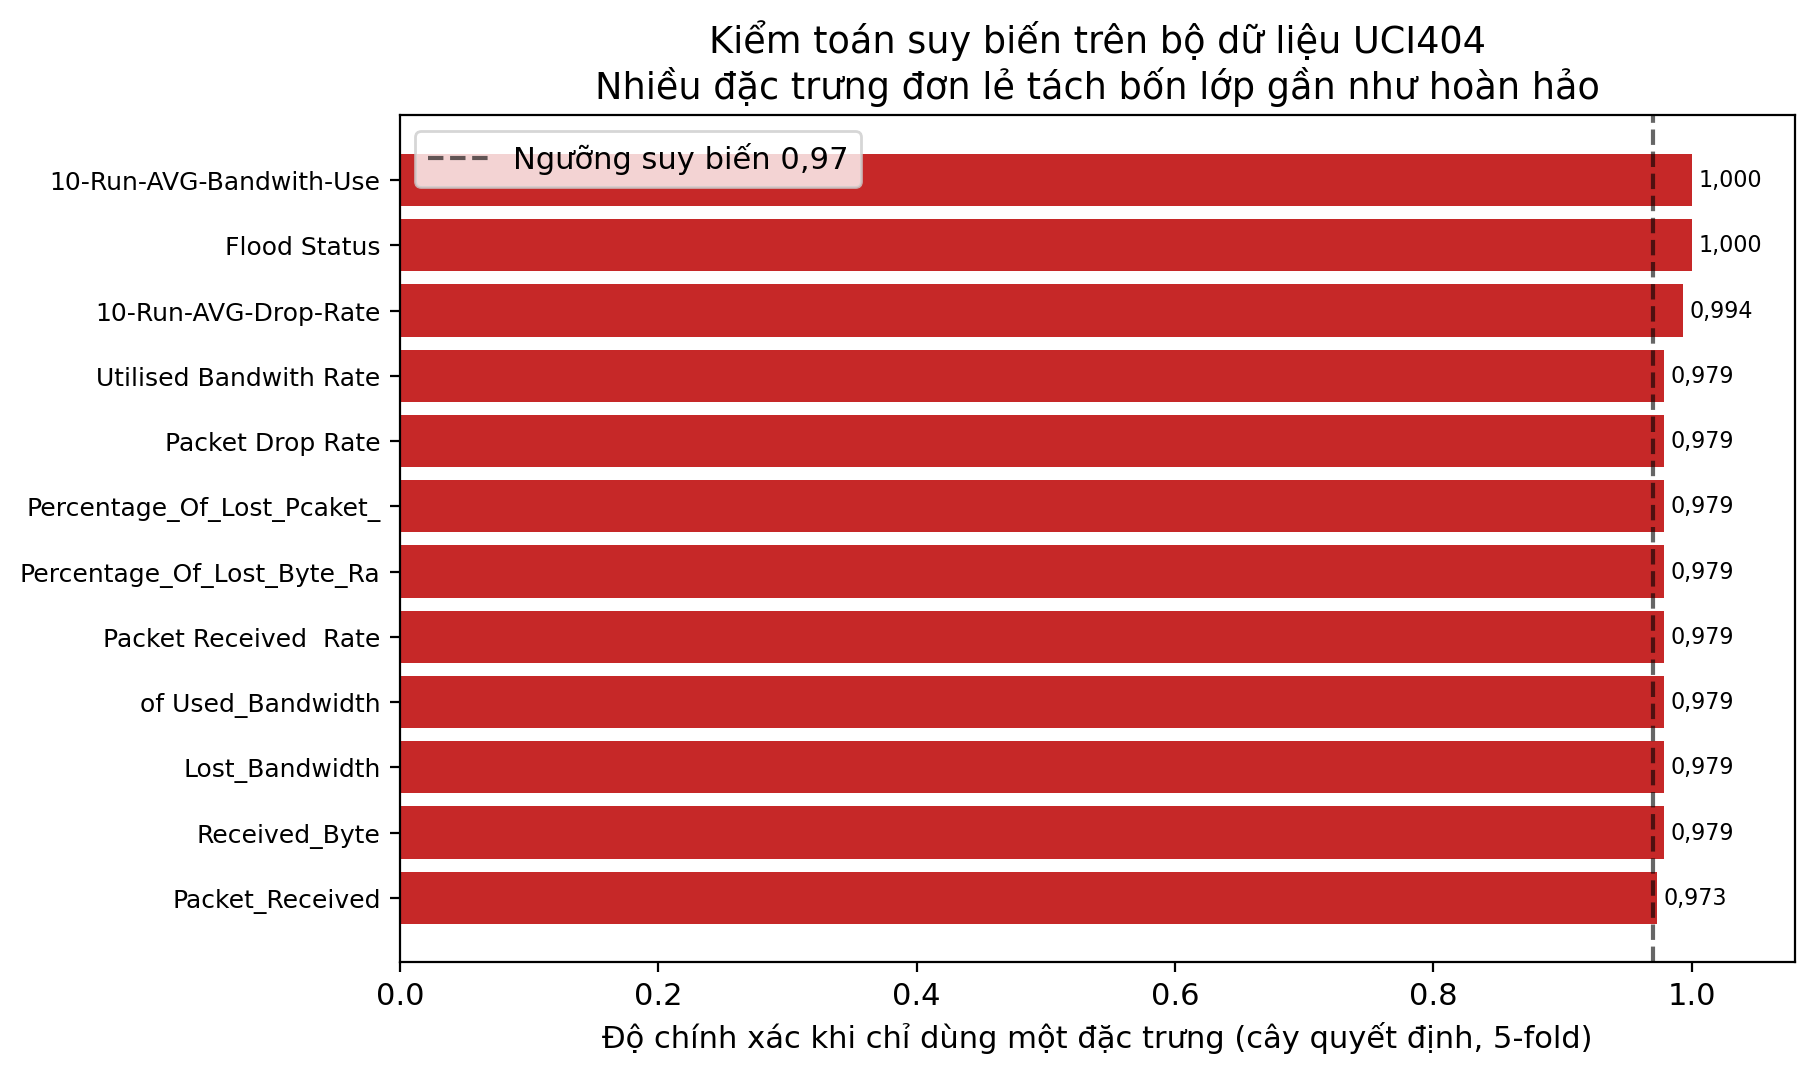 Kiểm toán suy biến trên bộ dữ liệu UCI404
Nhiều đặc trưng đơn lẻ tách bốn lớp gần như hoàn hảo
Ngưỡng suy biến 0,97
10-Run-AVG-Bandwith-Use 1,000
Flood Status 1,000
10-Run-AVG-Drop-Rate 0,994
Utilised Bandwith Rate 0,979
Packet Drop Rate 0,979
Percentage_Of_Lost_Pcaket_ 0,979
Percentage_Of_Lost_Byte_Ra 0,979
Packet Received  Rate 0,979
of Used_Bandwidth 0,979
Lost_Bandwidth 0,979
Received_Byte 0,979
Packet_Received 0,973
0.0 0.2 0.4 0.6 0.8 1.0
Độ chính xác khi chỉ dùng một đặc trưng (cây quyết định, 5-fold)